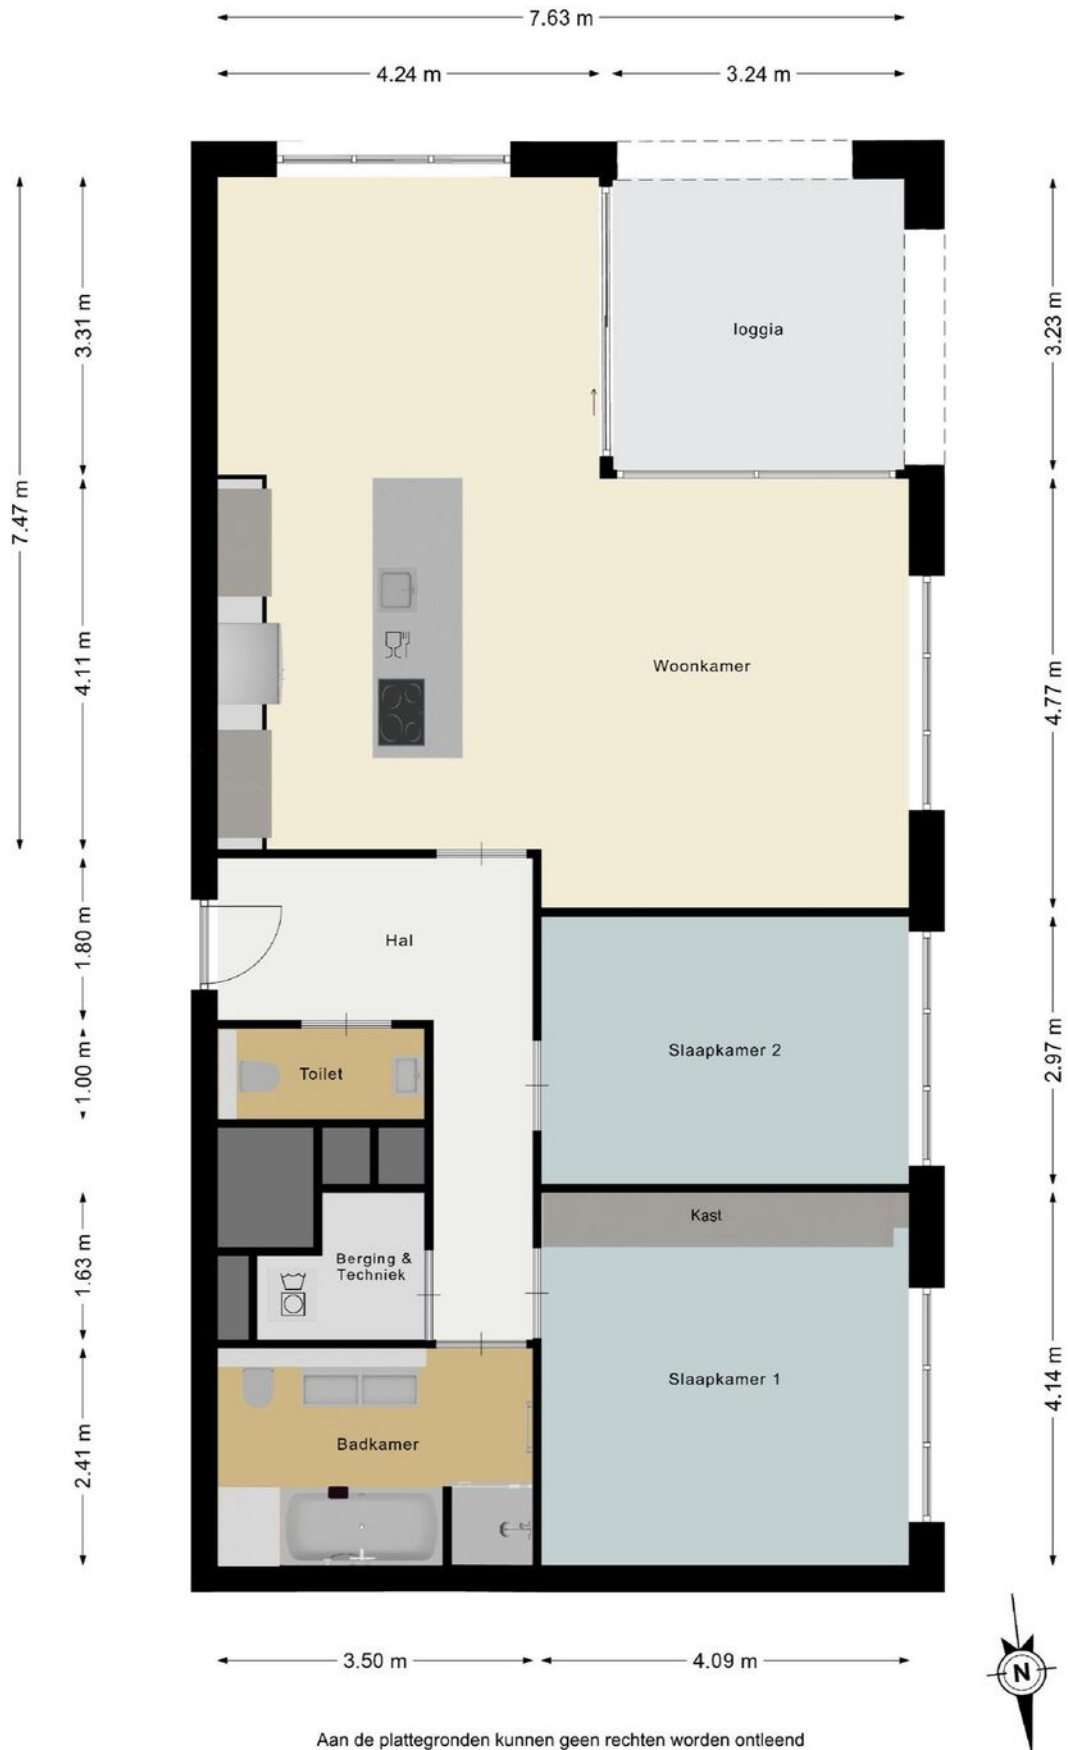 7.63 m
4.24 m
3.24 m
3.31 m
3.23 m
loggia
7.47 m
4.11 m
Woonkamer
4.77 m
1.80 m
Hal
1.00 m
Toilet
Slaapkamer 2
2.97 m
Kast
1.63 m
Berging &
Techniek
Slaapkamer 1
4.14 m
2.41 m
Badkamer
3.50 m
4.09 m
N
Aan de plattegronden kunnen geen rechten worden ontleend